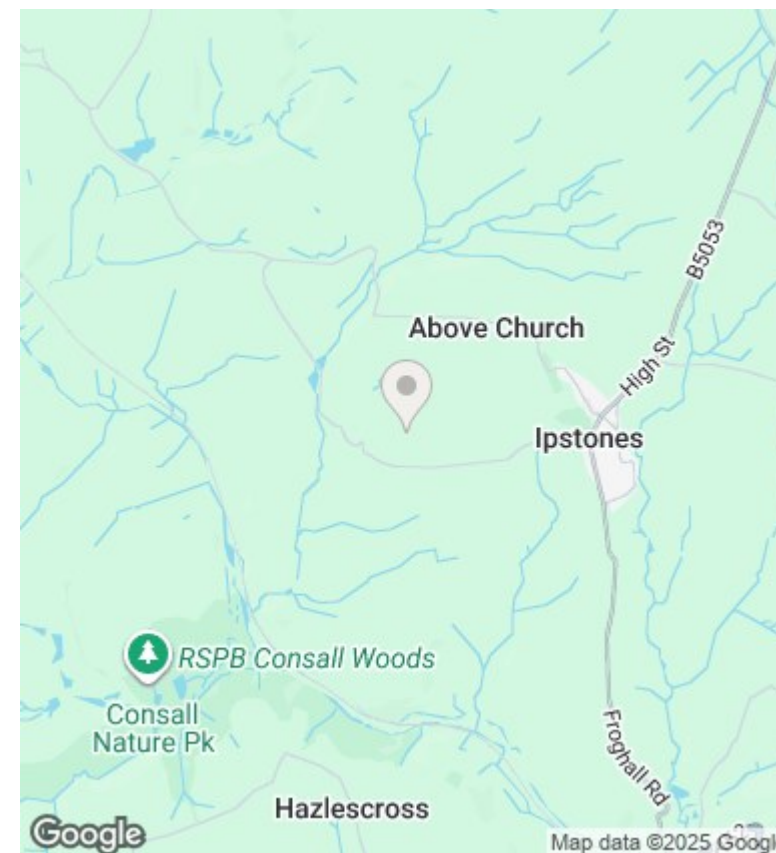 B5053
Above Church
High St
Ipstones
RSPB Consall Woods
Consall
Nature Pk
Froghall Rd
Hazlescross
Google
Map data ©2025 Googl